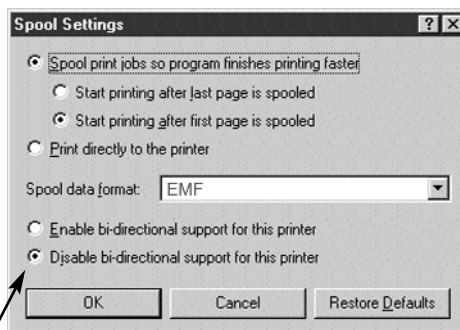 Spool Settings
Spool print jobs so program finishes printing faster
Start printing after last page is spooled
Start printing after first page is spooled
Print directly to the printer
Spool data format: EMF
Enable bi-directional support for this printer
Disable bi-directional support for this printer
OK Cancel Restore Defaults